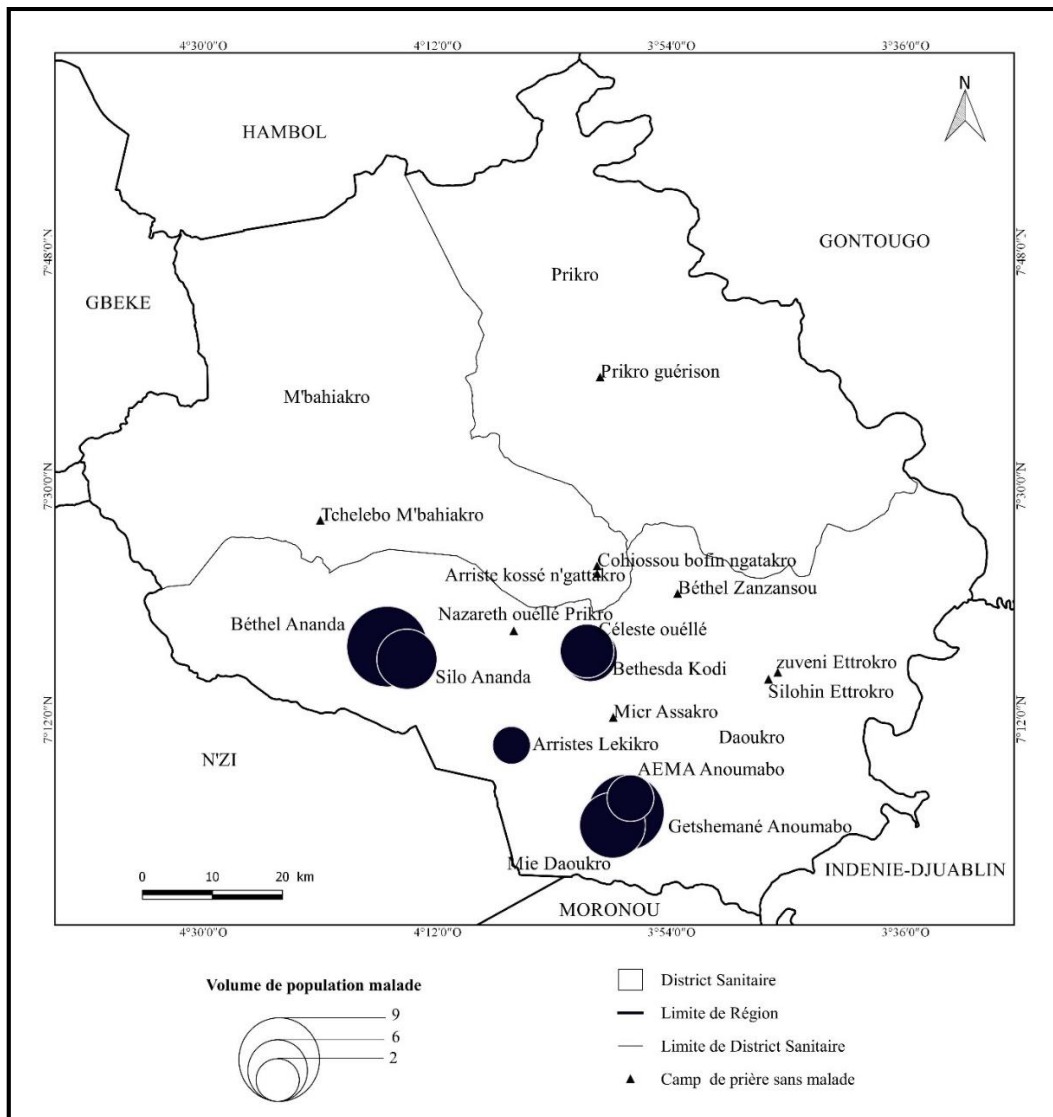 4°30'0"O 4°12'0"O 3°54'0"O 3°36'0"O
N
HAMBOL
GONTOUGO
7°48'0"N 7°48'0"N
Prikro
GBEKE
Prikro guérison
M'bahiakro
7°30'0"N 7°30'0"N
Tchelebo M'bahiakro
Cohiossou bofin ngatakro
Arriste kossé n'gattakro
Béthel Zanzansou
Nazareth ouéllé Prikro
Béthel Ananda
Céleste ouéllé
Silo Ananda
Bethesda Kodi
zuveni Ettrokro
Silohin Ettrokro
7°12'0"N 7°12'0"N
Micr Assakro
Daoukro
Arristes Lekikro
N'ZI
AEMA Anoumabo
Getshemané Anoumabo
Mie Daoukro
INDENIE-DJUABLIN
0 10 20 km
MORONOU
4°30'0"O 4°12'0"O 3°54'0"O 3°36'0"O
Volume de population malade
9
6
2
District Sanitaire
Limite de Région
Limite de District Sanitaire
Camp de prière sans malade